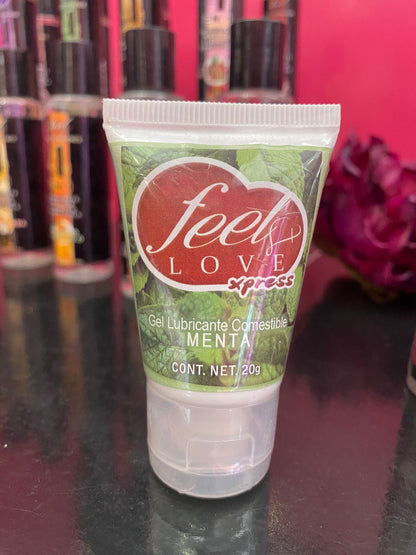 feel
LOVE
xpress
Gel Lubricante Comestible
MENTA
CONT. NET. 20g